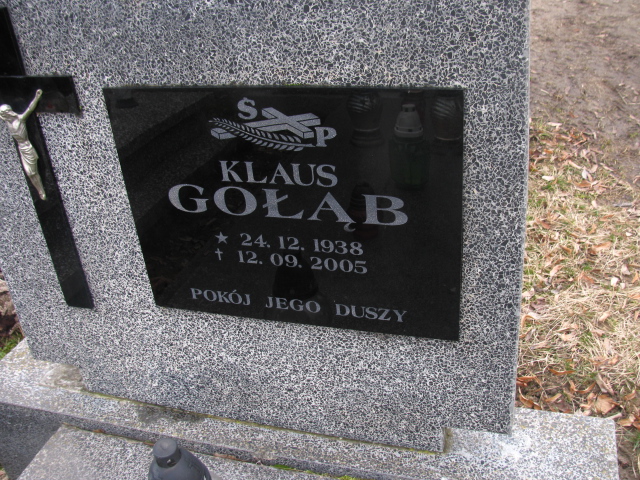 S P
KLAUS
GOŁĄB
★ 24. 12. 1938
† 12. 09. 2005
POKÓJ JEGO DUSZY